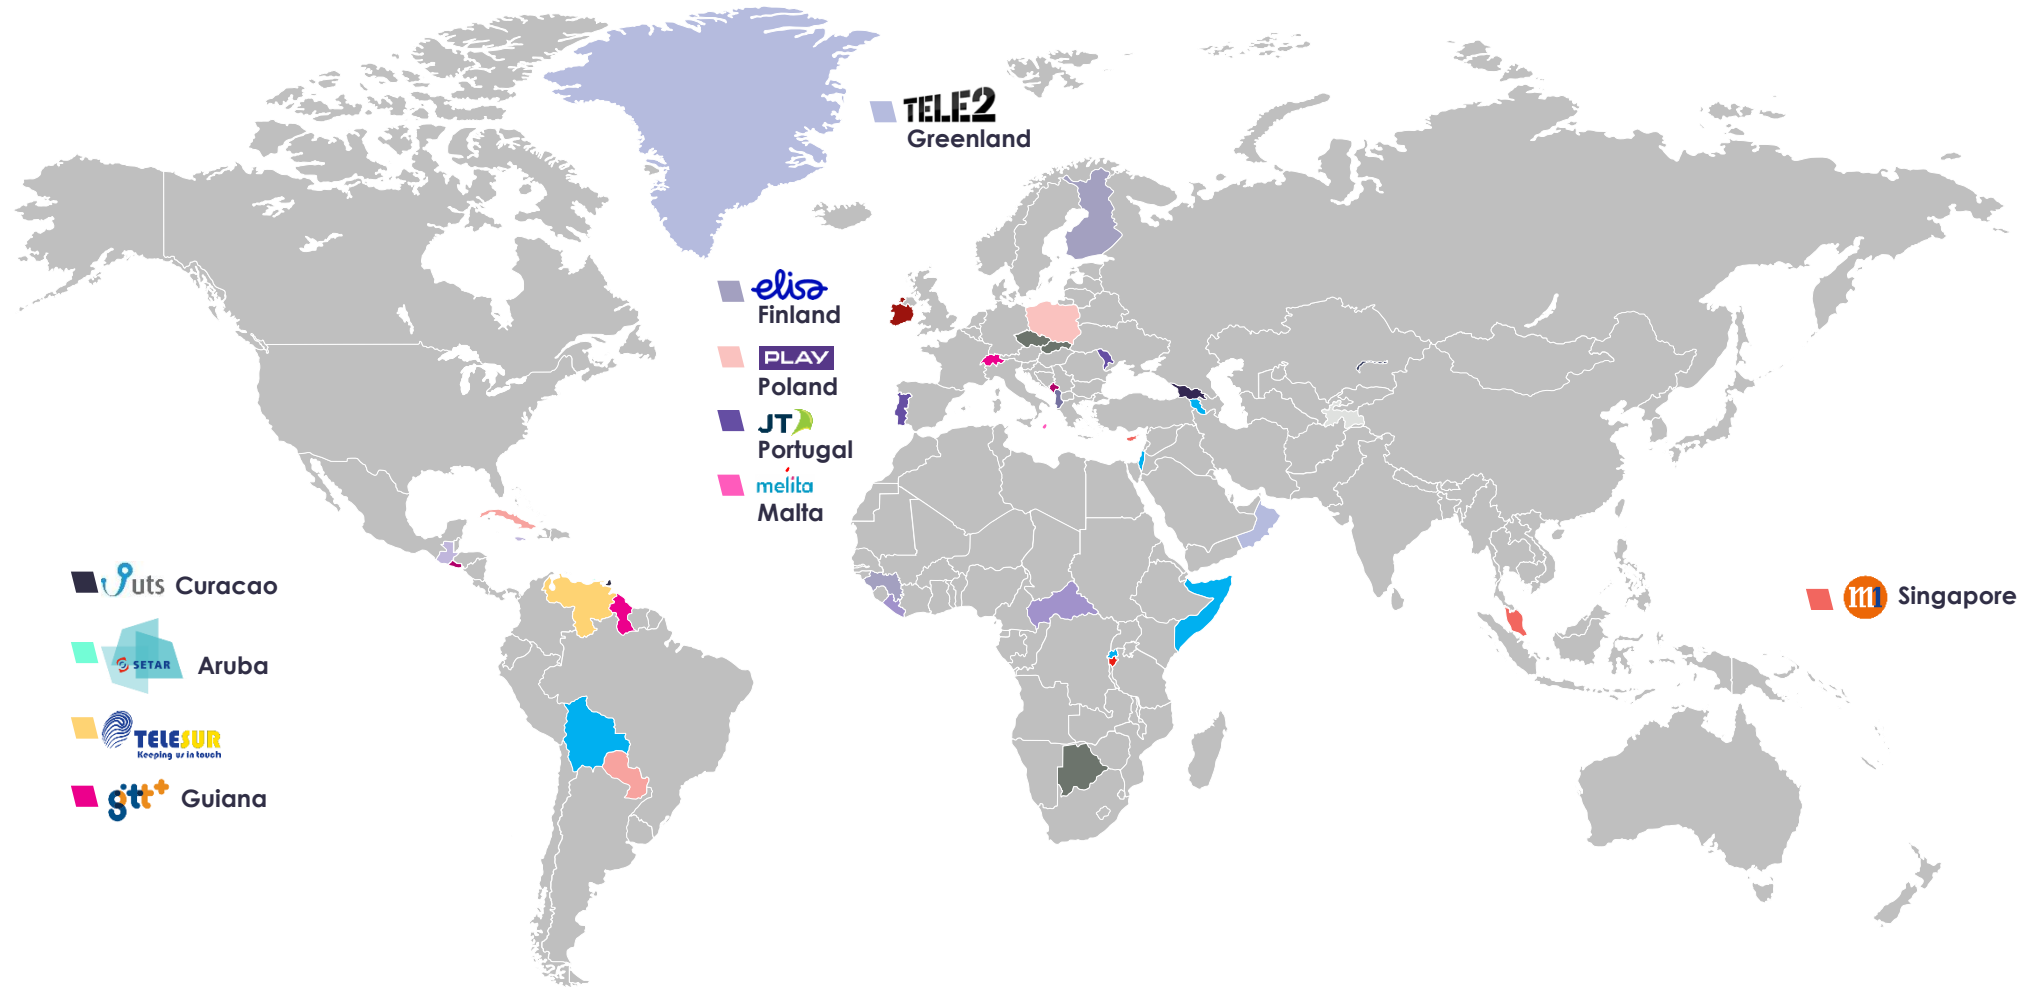 TELE2
Greenland
elisa
Finland
PLAY
Poland
JT
Portugal
melita
Malta
uts Curacao
SETAR Aruba
TELESUR
Keeping us in touch
gtt+ Guiana
m1 Singapore